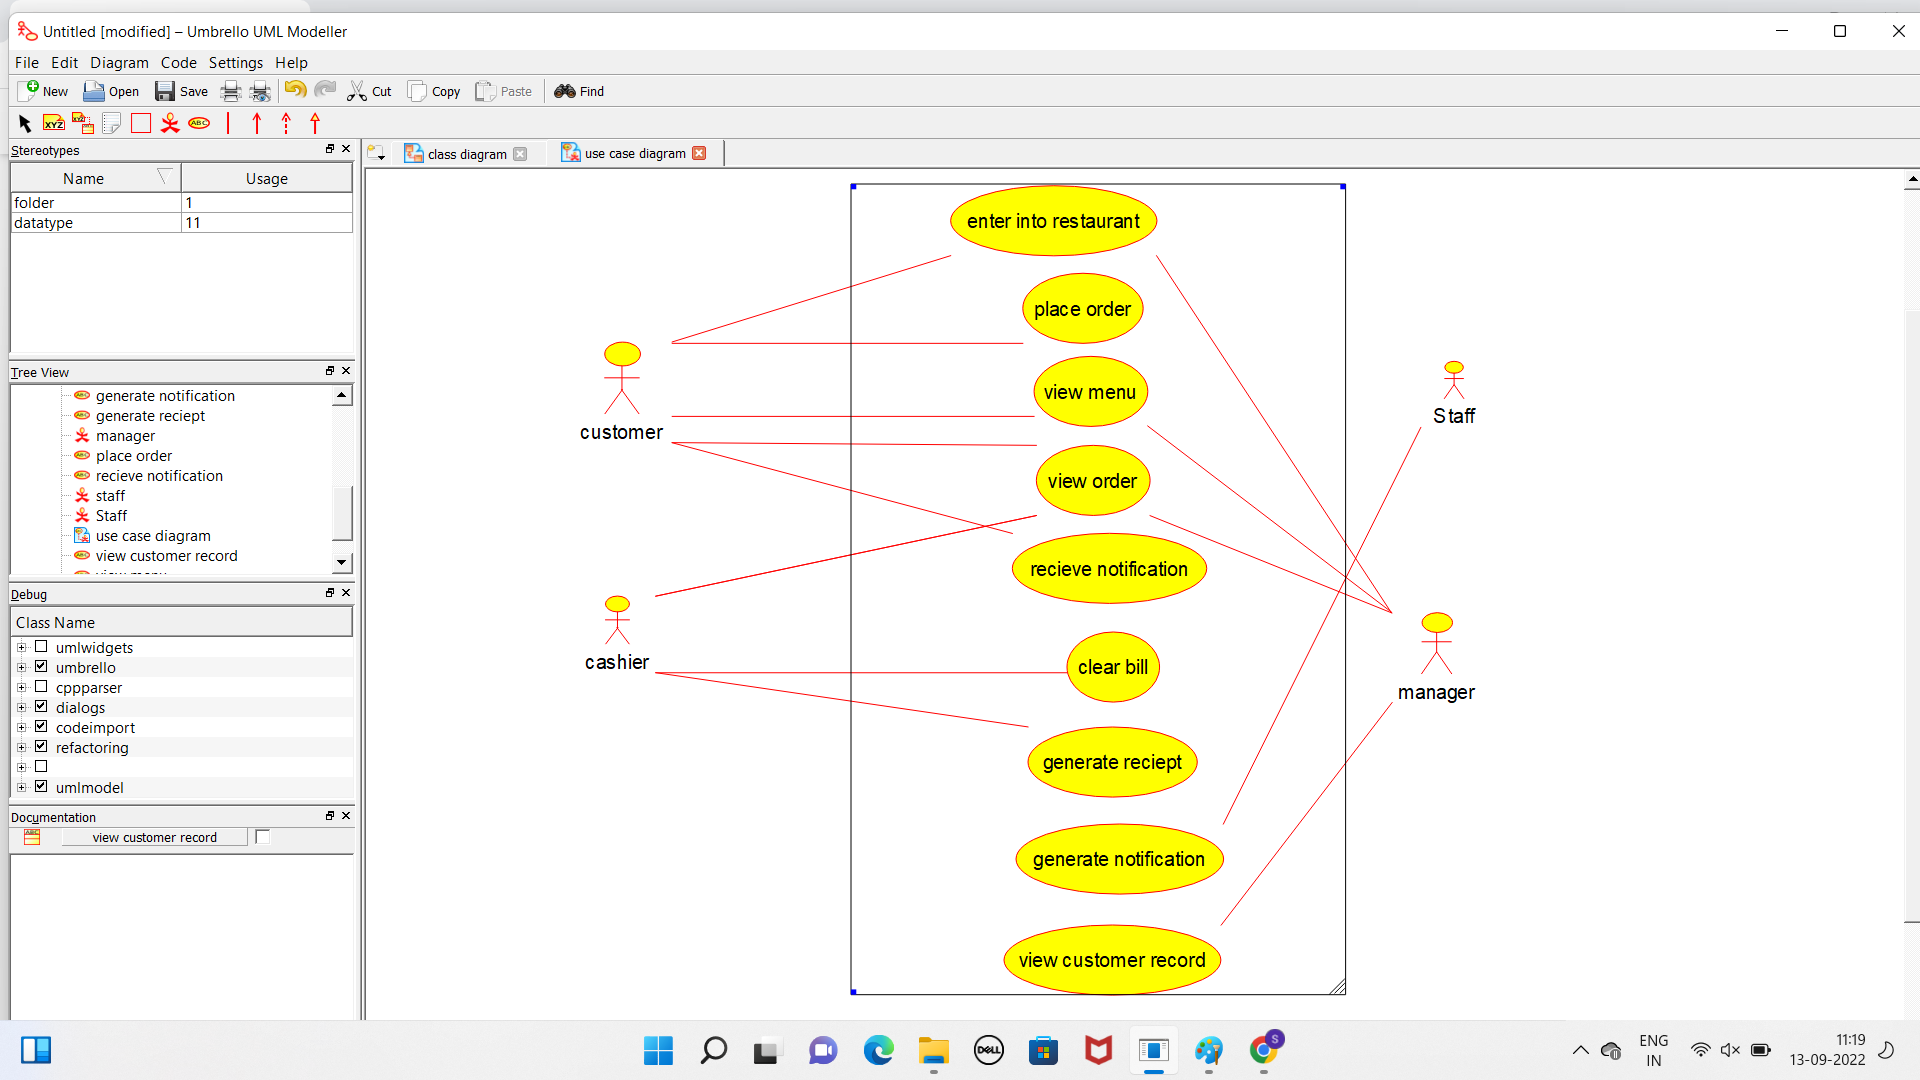 Untitled [modified] – Umbrello UML Modeller
File Edit Diagram Code Settings Help
New Open Save Cut Copy Paste Find
XYZ XYZ ABC
Stereotypes
Name Usage
folder 1
datatype 11
Tree View
generate notification
generate reciept
manager
place order
recieve notification
staff
Staff
use case diagram
view customer record
Debug
Class Name
umlwidgets
umbrello
cppparser
dialogs
codeimport
refactoring
umlmodel
Documentation
view customer record
class diagram use case diagram
enter into restaurant
place order
view menu
view order
recieve notification
clear bill
generate reciept
generate notification
view customer record
customer
cashier
Staff
manager
DELL
S
ENG
IN
11:19
13-09-2022